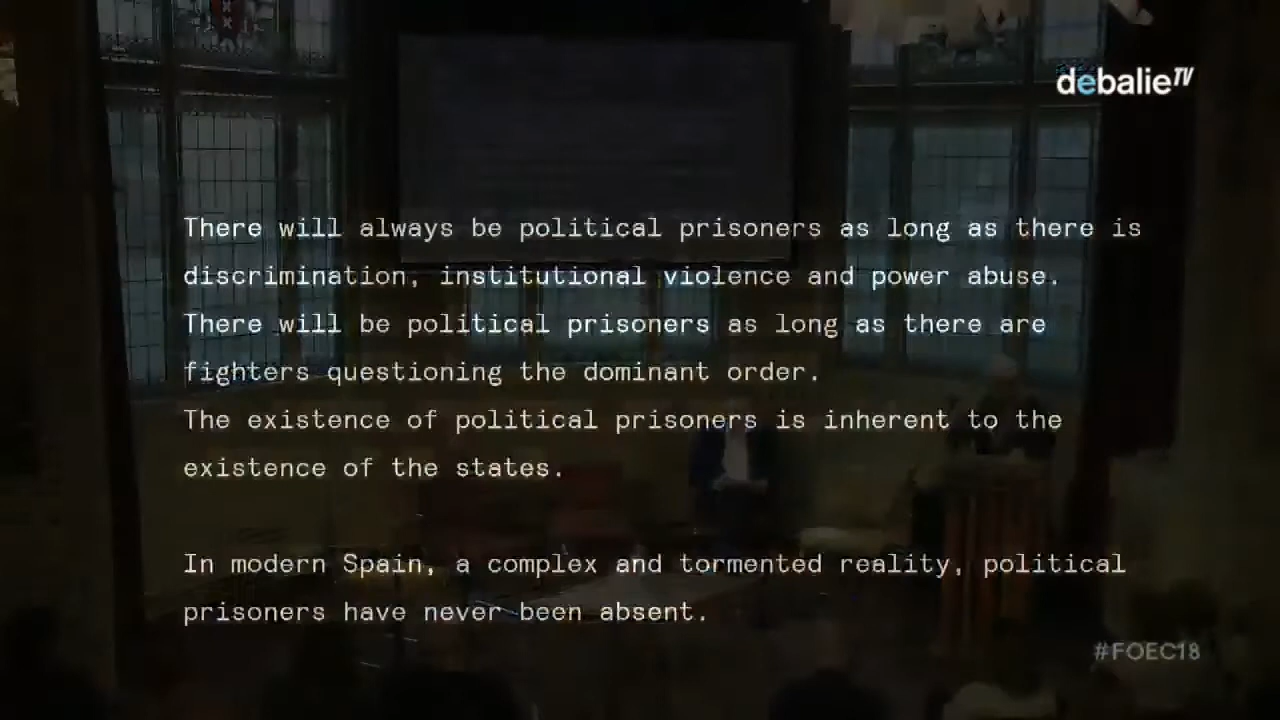 debalieTV
There will always be political prisoners as long as there is
discrimination, institutional violence and power abuse.
There will be political prisoners as long as there are
fighters questioning the dominant order.
The existence of political prisoners is inherent to the
existence of the states.
In modern Spain, a complex and tormented reality, political
prisoners have never been absent.
#FOEC18